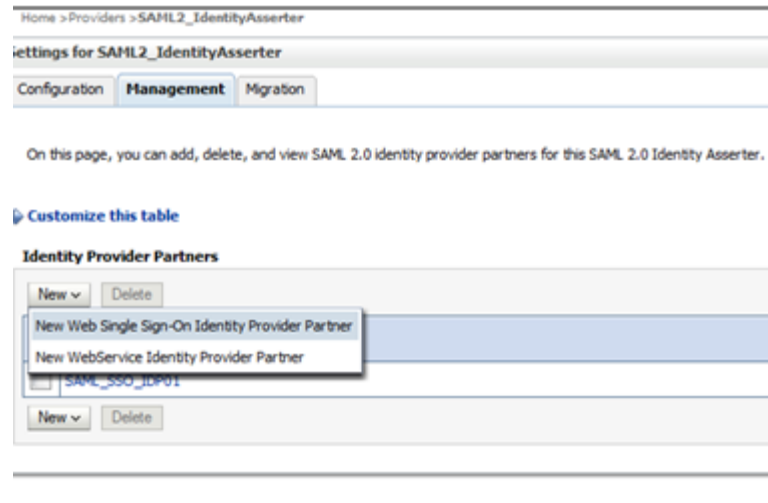 Home >Providers >SAML2_IdentityAsserter
Settings for SAML2_IdentityAsserter
Configuration Management Migration
On this page, you can add, delete, and view SAML 2.0 identity provider partners for this SAML 2.0 Identity Asserter.
Customize this table
Identity Provider Partners
New Delete
New Web Single Sign-On Identity Provider Partner
New WebService Identity Provider Partner
SAML_SSO_IDP01
New Delete